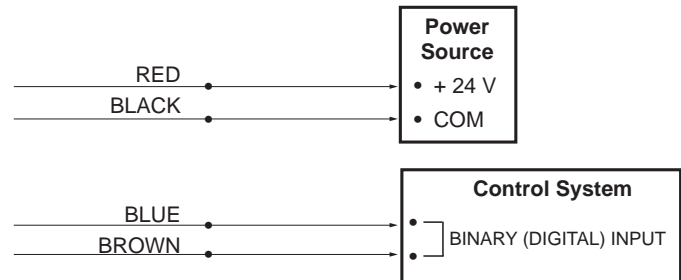 Power
Source
RED
+ 24 V
BLACK
COM
Control System
BLUE
BINARY (DIGITAL) INPUT
BROWN